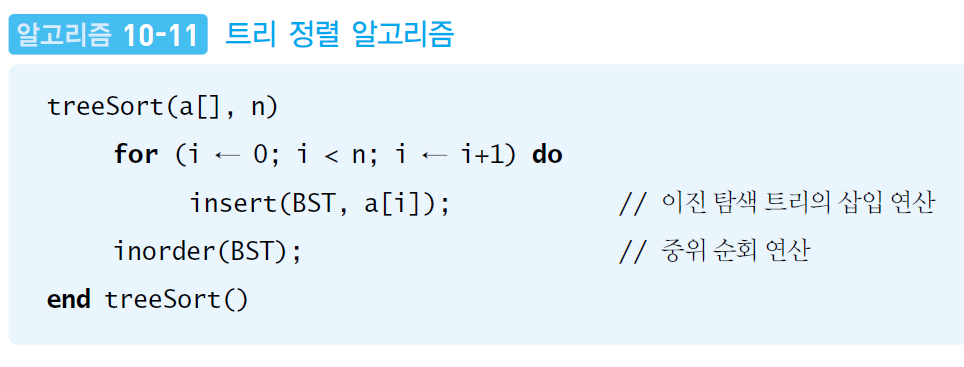 알고리즘 10-11 트리 정렬 알고리즘
treeSort(a[], n)
for (i ← 0; i < n; i ← i+1) do
insert(BST, a[i]); // 이진 탐색 트리의 삽입 연산
inorder(BST); // 중위 순회 연산
end treeSort()